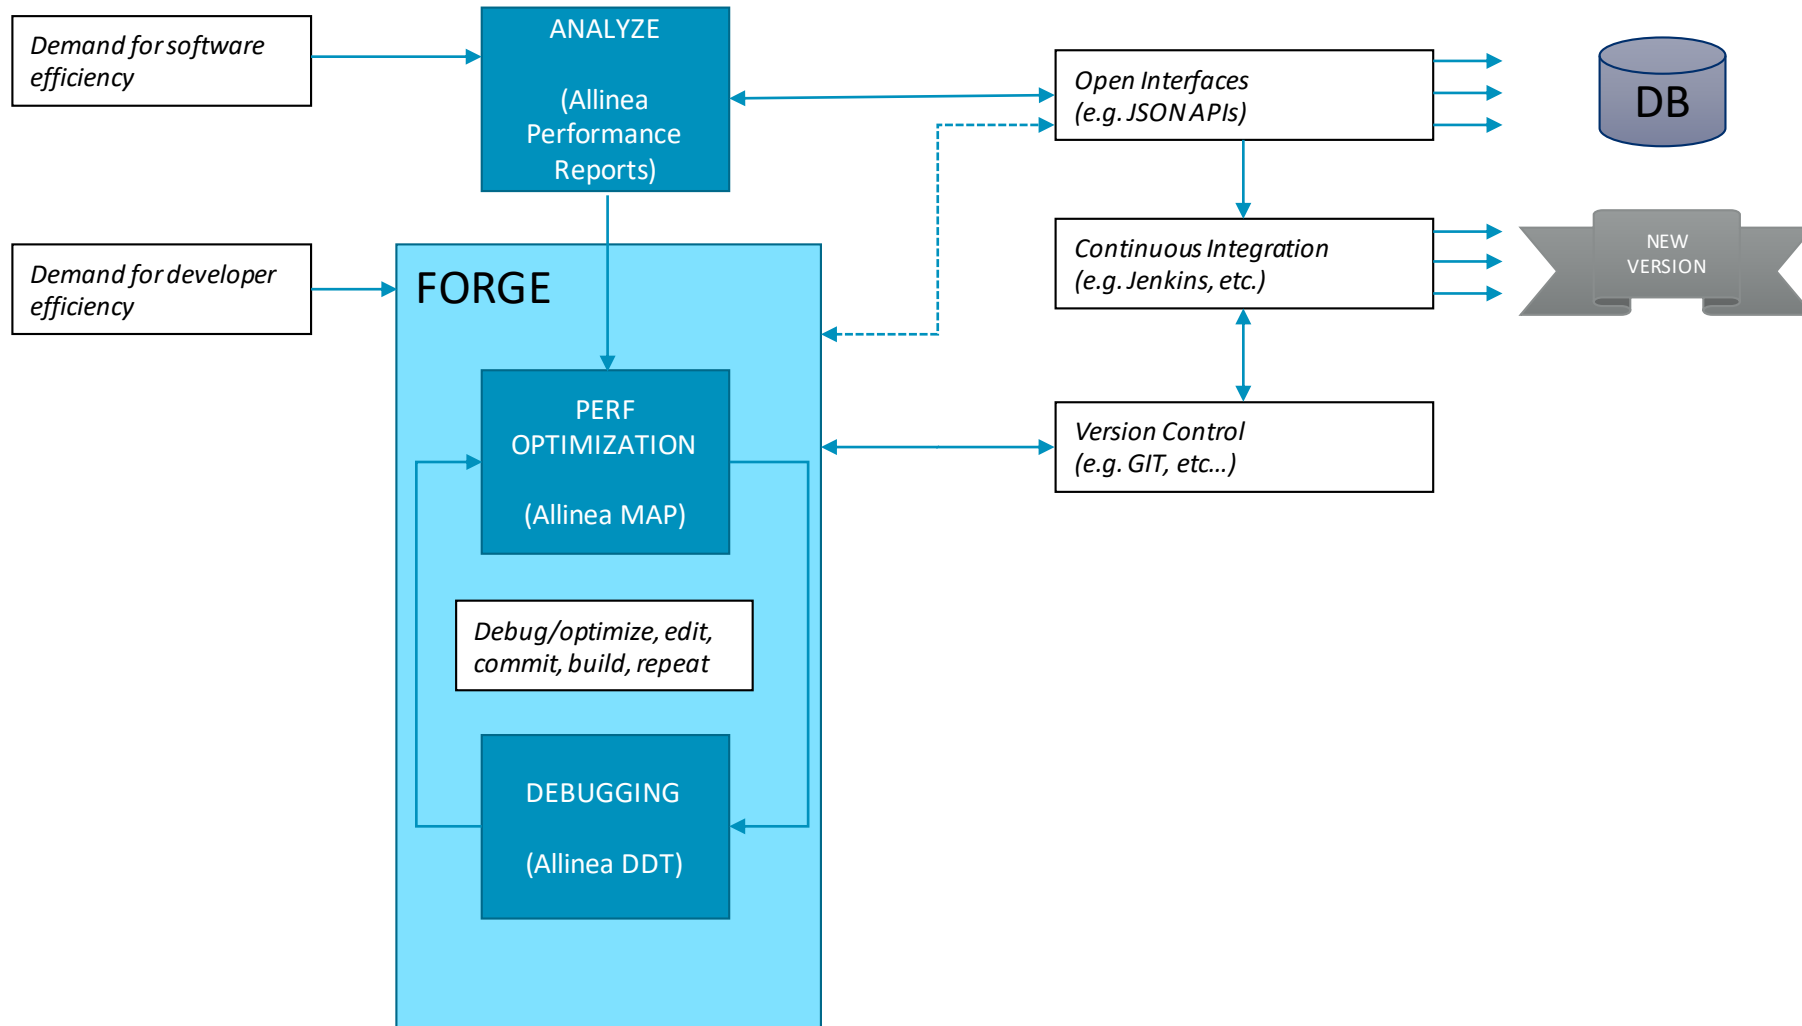 Demand for software
efficiency
ANALYZE
(Allinea
Performance
Reports)
Open Interfaces
(e.g. JSON APIs)
DB
Demand for developer
efficiency
FORGE
Continuous Integration
(e.g. Jenkins, etc.)
NEW
VERSION
PERF
OPTIMIZATION
(Allinea MAP)
Version Control
(e.g. GIT, etc...)
Debug/optimize, edit,
commit, build, repeat
DEBUGGING
(Allinea DDT)